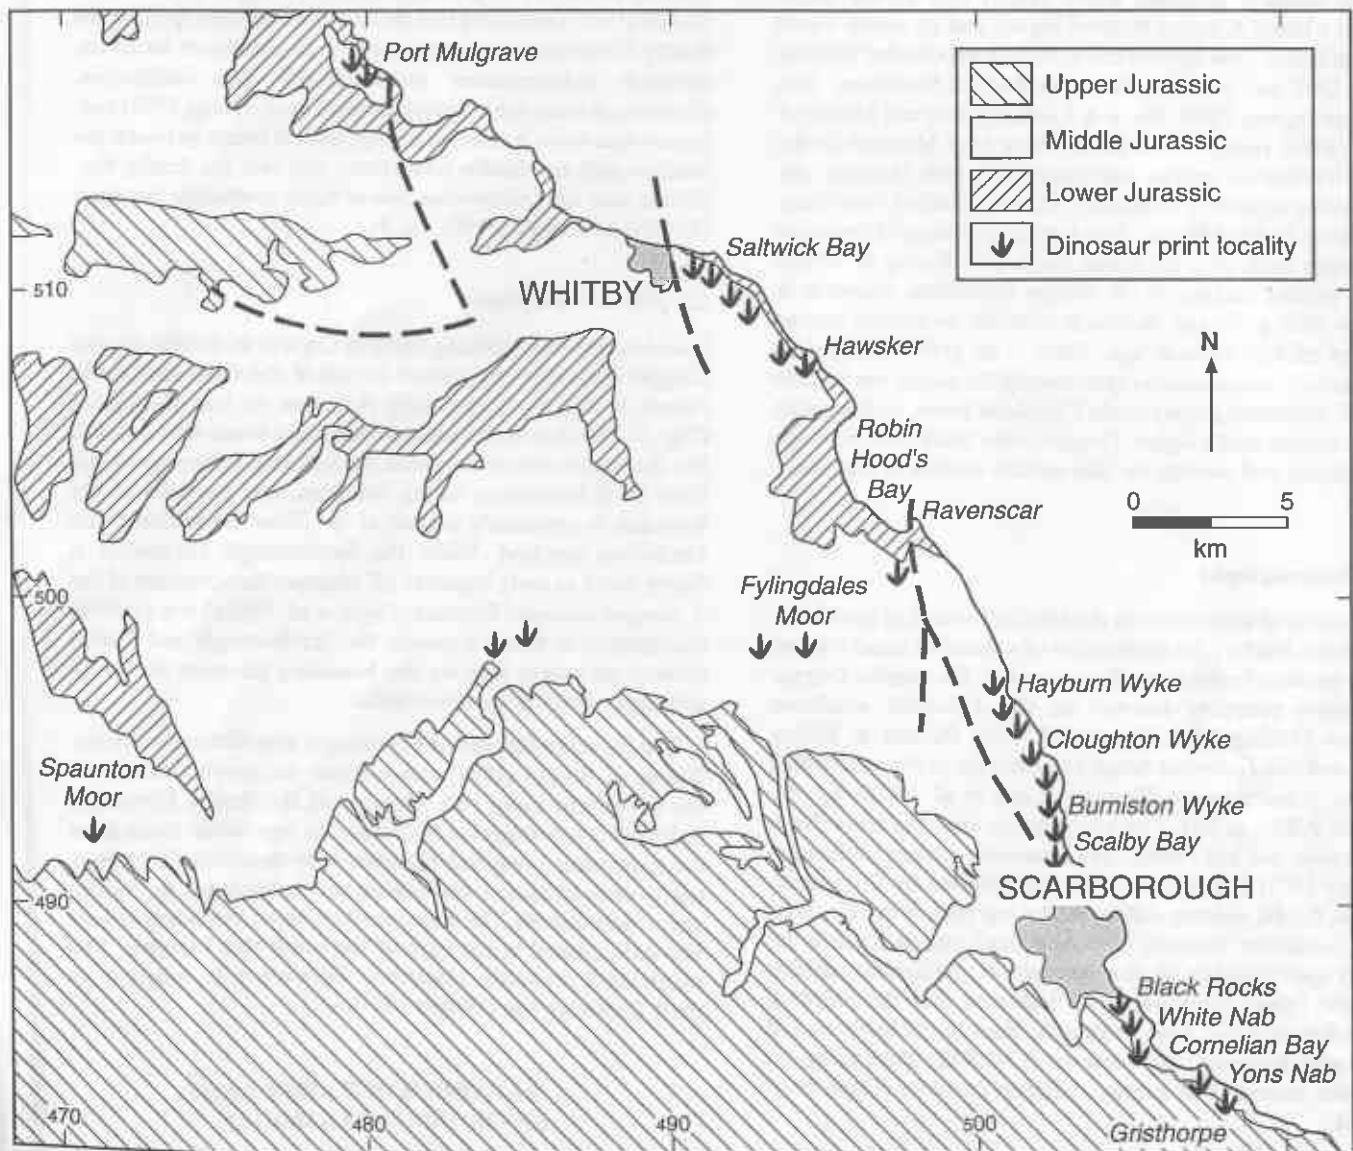 Port Mulgrave
Upper Jurassic
Middle Jurassic
Lower Jurassic
Dinosaur print locality
Saltwick Bay
510
WHITBY
Hawsker
N
Robin
Hood's
Bay
0 5
km
Ravenscar
Fylingdales
Moor
500
Hayburn Wyke
Cloughton Wyke
Spaunton
Moor
Burniston Wyke
Scalby Bay
SCARBOROUGH
490
Black Rocks
White Nab
Cornelian Bay
Yons Nab
470 480 490 500
Gristhorpe